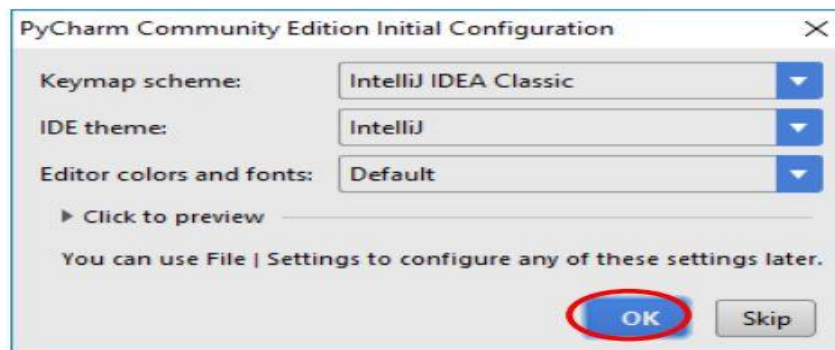 PyCharm Community Edition Initial Configuration
Keymap scheme: IntelliJ IDEA Classic
IDE theme: IntelliJ
Editor colors and fonts: Default
Click to preview
You can use File | Settings to configure any of these settings later.
OK Skip